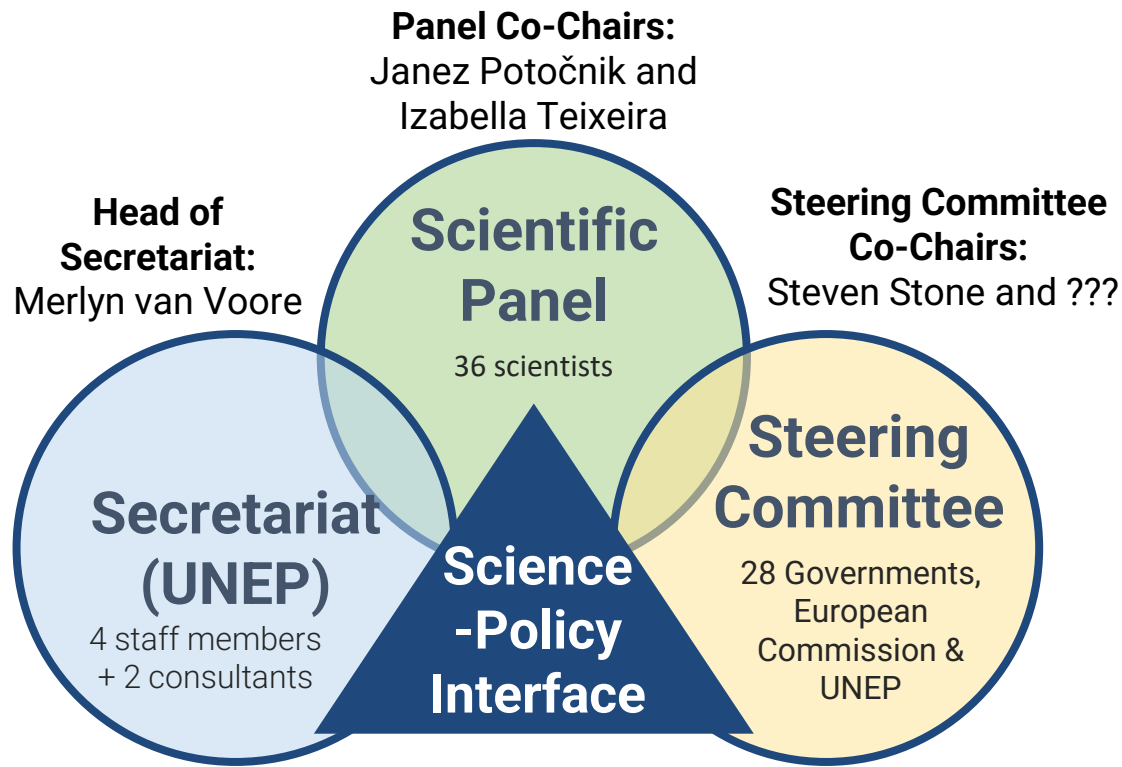 Panel Co-Chairs:
Janez Potočnik and
Izabella Teixeira
Head of
Secretariat:
Merlyn van Voore
Steering Committee
Co-Chairs:
Steven Stone and ???
Scientific
Panel
36 scientists
Secretariat
(UNEP)
4 staff members
+ 2 consultants
Science
-Policy
Interface
Steering
Committee
28 Governments,
European
Commission &
UNEP